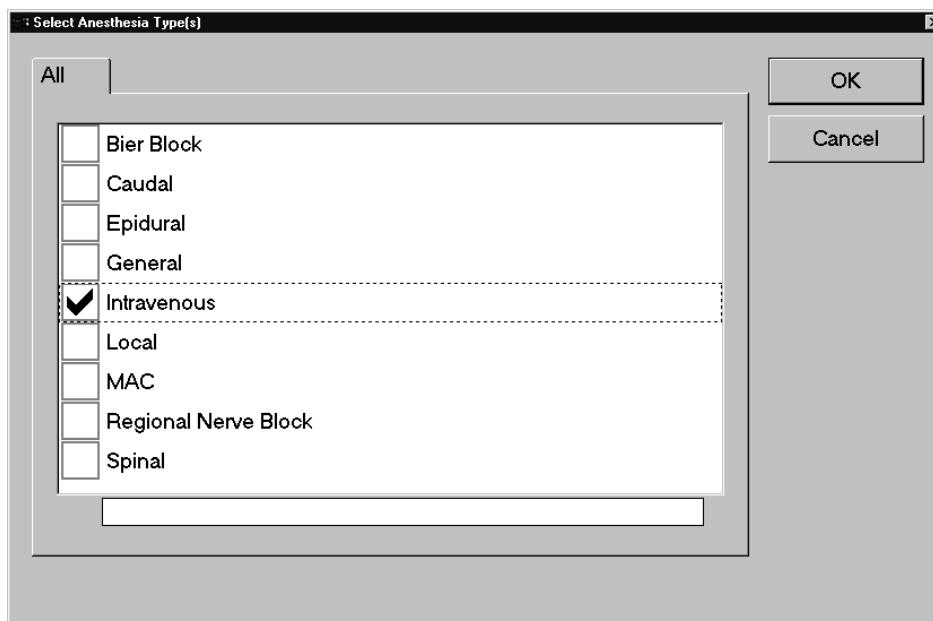 Select Anesthesia Type(s)
All
OK
Cancel
Bier Block
Caudal
Epidural
General
Intravenous
Local
MAC
Regional Nerve Block
Spinal